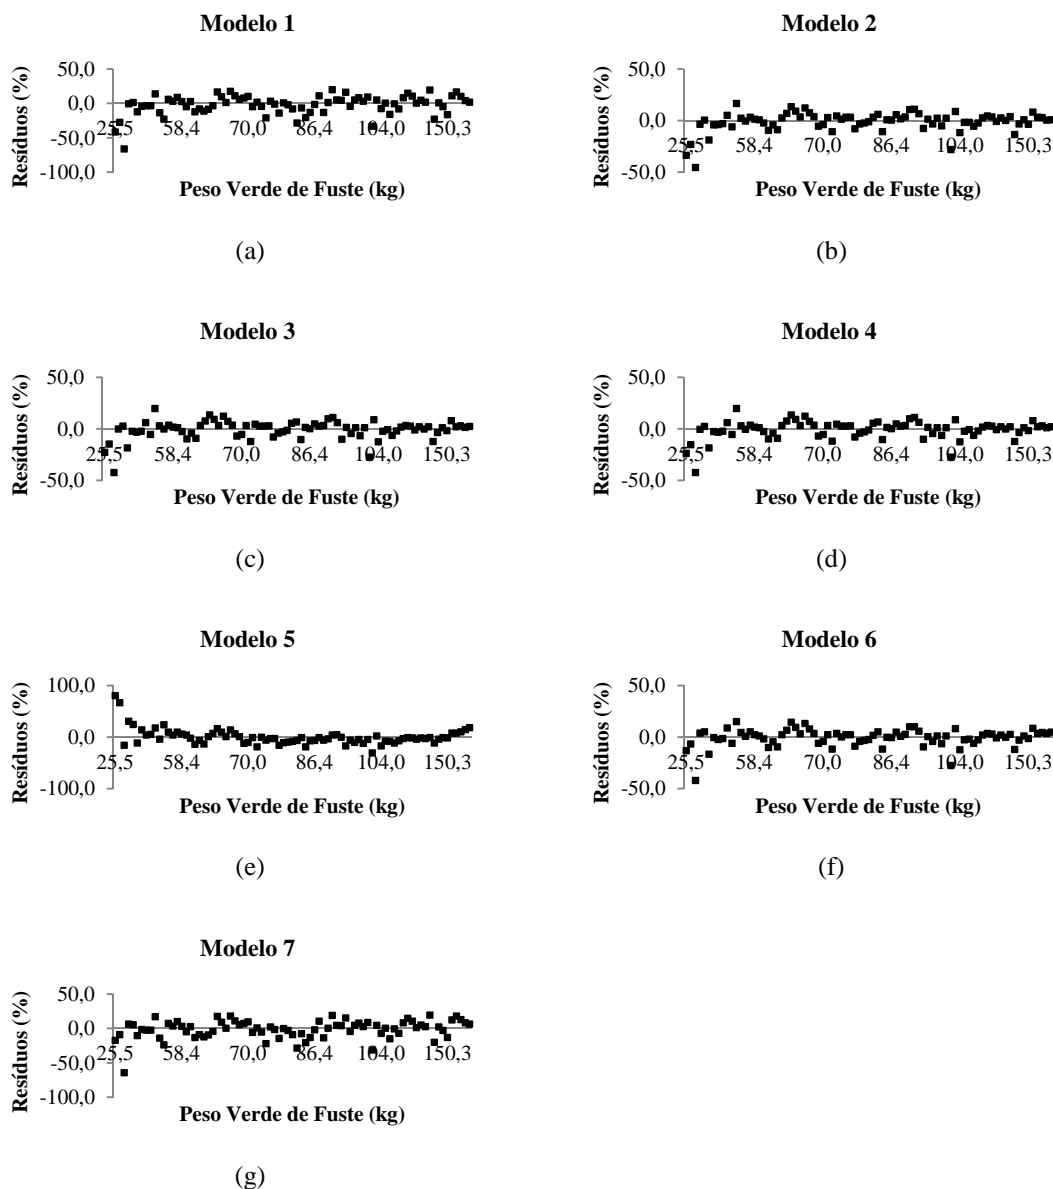 Modelo 1
Resíduos (%)
50,0
0,0
-50,0
-100,0
25,5 58,4 70,0 86,4 104,0 150,3
Peso Verde de Fuste (kg)
(a)
Modelo 2
Resíduos (%)
50,0
0,0
-50,0
25,5 58,4 70,0 86,4 104,0 150,3
Peso Verde de Fuste (kg)
(b)
Modelo 3
Resíduos (%)
50,0
0,0
-50,0
25,5 58,4 70,0 86,4 104,0 150,3
Peso Verde de Fuste (kg)
(c)
Modelo 4
Resíduos (%)
50,0
0,0
-50,0
25,5 58,4 70,0 86,4 104,0 150,3
Peso Verde de Fuste (kg)
(d)
Modelo 5
Resíduos (%)
100,0
0,0
-100,0
25,5 58,4 70,0 86,4 104,0 150,3
Peso Verde de Fuste (kg)
(e)
Modelo 6
Resíduos (%)
50,0
0,0
-50,0
25,5 58,4 70,0 86,4 104,0 150,3
Peso Verde de Fuste (kg)
(f)
Modelo 7
Resíduos (%)
50,0
0,0
-50,0
-100,0
25,5 58,4 70,0 86,4 104,0 150,3
Peso Verde de Fuste (kg)
(g)